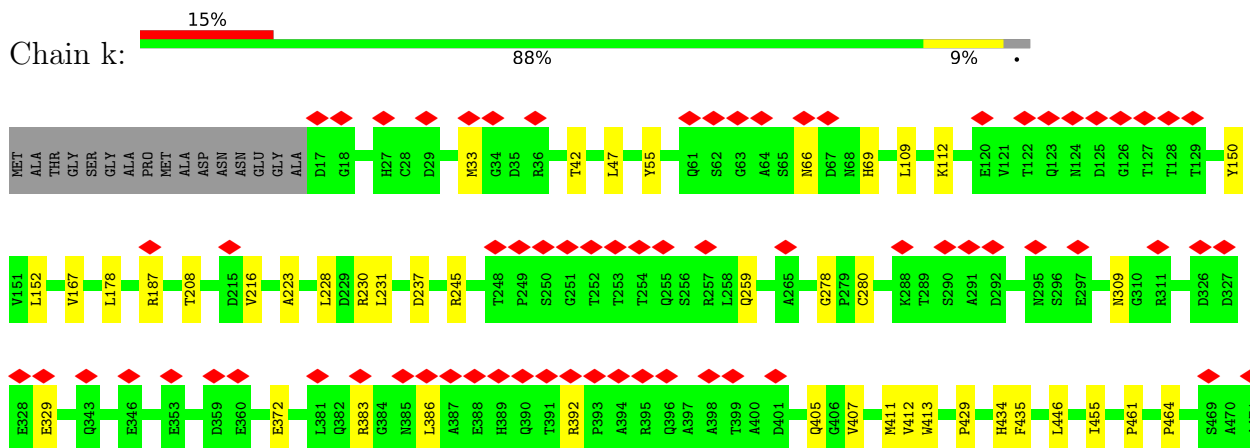 15%
Chain k:
88%
9%
•
MET ALA THR GLY SER GLY ALA PRO MET ALA ASP ASN ASN GLU GLY ALA D17 G18 H27 C28 D29 M33 G34 D35 R36 T42 L47 Y55 Q61 S62 G63 A64 S65 N66 D67 N68 H69 L109 K112 E120 V121 T122 Q123 N124 D125 G126 T127 T128 T129 Y150
V151 L152 V167 L178 R187 T208 D215 V216 A223 L228 D229 R230 L231 D237 R245 T248 P249 S250 G251 T252 T253 T254 Q255 S256 R257 L258 Q259 A265 G278 P279 C280 K288 T289 S290 A291 D292 N295 S296 E297 N309 G310 R311 D326 D327
E328 E329 Q343 E346 E353 D359 E360 E372 L381 Q382 R383 G384 N385 L386 A387 E388 H389 Q390 T391 R392 P393 A394 R395 Q396 A397 A398 T399 A400 D401 Q405 G406 V407 M411 V412 W413 P429 H434 F435 L446 I455 P461 P464 S469 A470